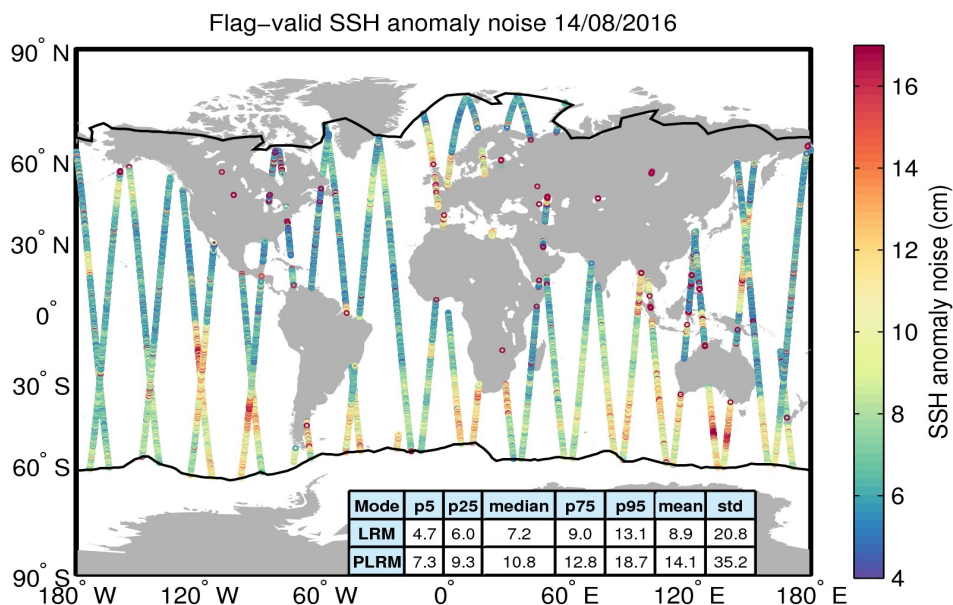 Flag−valid SSH anomaly noise 14/08/2016
90° N
60° N
30° N
0°
30° S
60° S
90° S
180° W 120° W 60° W 0° 60° E 120° E 180° E
Mode p5 p25 median p75 p95 mean std
LRM 4.7 6.0 7.2 9.0 13.1 8.9 20.8
PLRM 7.3 9.3 10.8 12.8 18.7 14.1 35.2
16
14
12
10
8
6
4
SSH anomaly noise (cm)